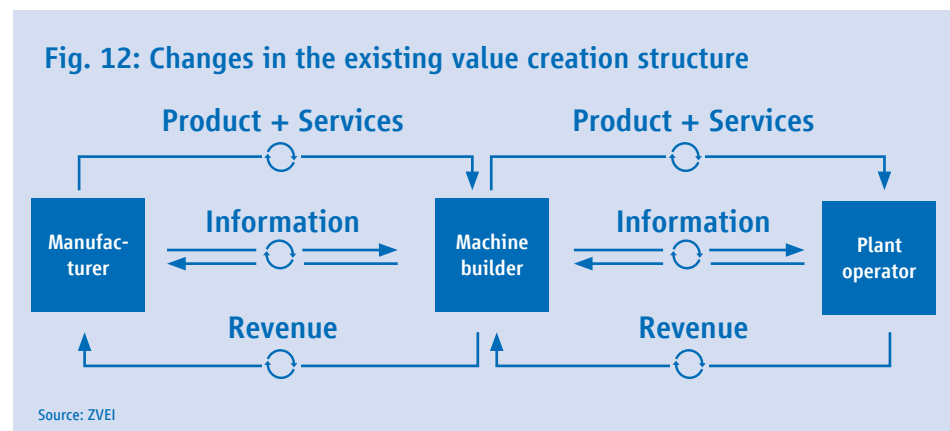 Fig. 12: Changes in the existing value creation structure
Product + Services
Product + Services
Manufac-
turer
Information
Machine
builder
Information
Plant
operator
Revenue
Revenue
Source: ZVEI